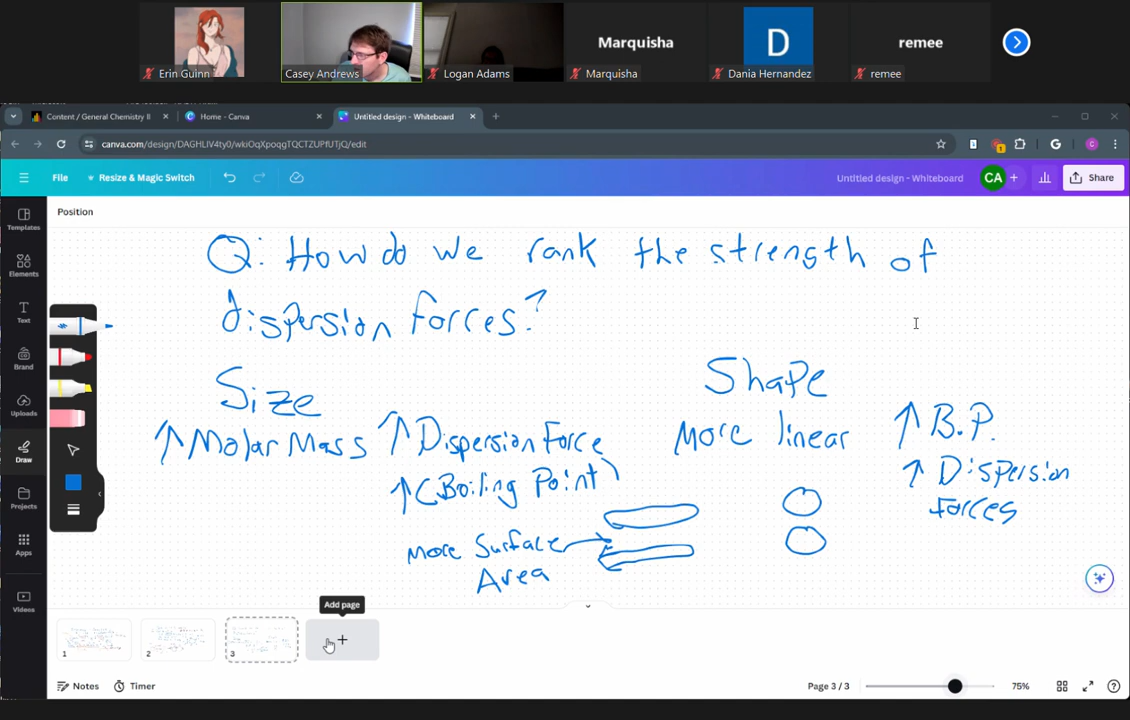 Marquisha
D
remee
Erin Guinn
Casey Andrews
Logan Adams
Marquisha
Dania Hernandez
remee
Content / General Chemistry II
Home - Canva
Untitled design - Whiteboard
canva.com/design/DAGHLIV4ty0/wkiOqXpoqgTQCTZUPfUTjQ/edit
File
Resize & Magic Switch
Untitled design - Whiteboard
CA
Share
Position
Templates
Elements
Text
Brand
Uploads
Draw
Projects
Apps
Videos
Q: How do we rank the strength of
dispersion forces?
Size
Shape
↑ Molar Mass ↑ Dispersion Force
↑ (Boiling Point)
More linear
↑ B.P.
↑ Dispersion
Forces
More Surface
Area
Add page
1
2
3
Notes
Timer
Page 3 / 3
75%